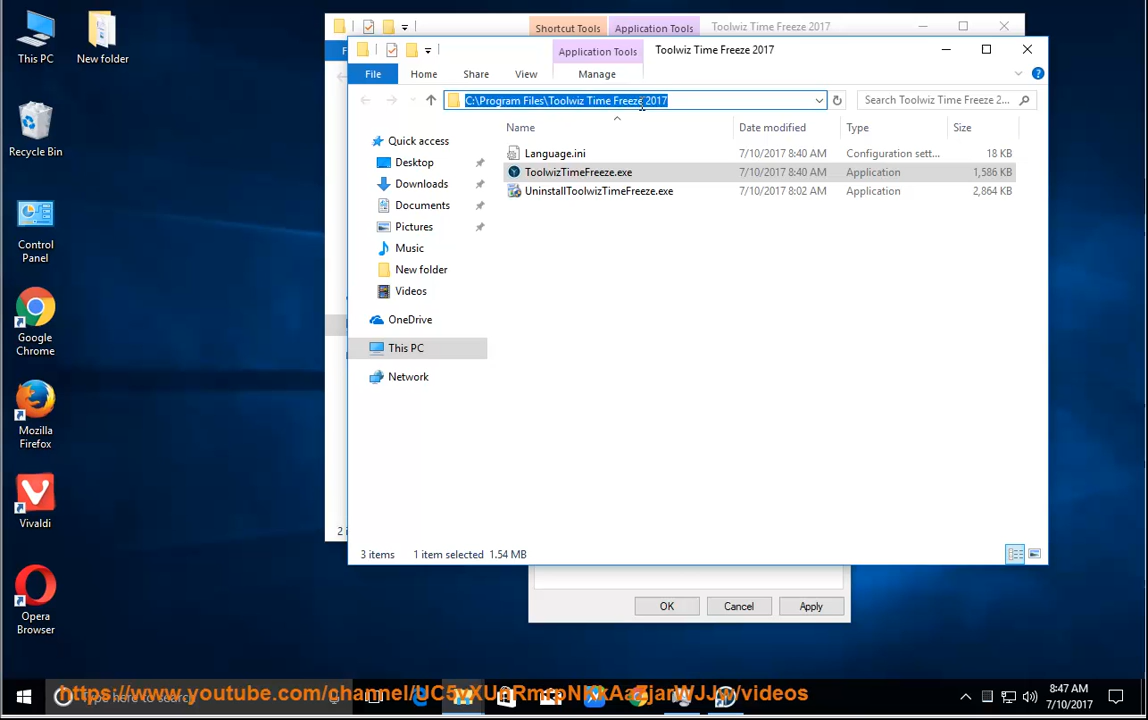 This PC
New folder
Recycle Bin
Control
Panel
Google
Chrome
Mozilla
Firefox
Vivaldi
Opera
Browser
Shortcut Tools
Application Tools
Toolwiz Time Freeze 2017
Application Tools
Toolwiz Time Freeze 2017
File
Home
Share
View
Manage
C:\Program Files\Toolwiz Time Freeze 2017
Search Toolwiz Time Freeze 2...
Name
Date modified
Type
Size
Quick access
Desktop
Downloads
Documents
Pictures
Music
New folder
Videos
OneDrive
This PC
Network
Language.ini 7/10/2017 8:40 AM Configuration sett... 18 KB
ToolwizTimeFreeze.exe 7/10/2017 8:40 AM Application 1,586 KB
UninstallToolwizTimeFreeze.exe 7/10/2017 8:02 AM Application 2,864 KB
3 items 1 item selected 1.54 MB
OK
Cancel
Apply
Type here to search
8:47 AM
7/10/2017